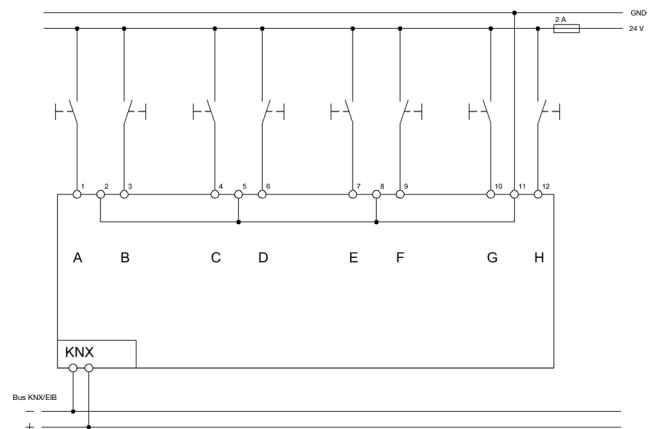 GND
2 A
24 V
1 2 3 4 5 6 7 8 9 10 11 12
A B C D E F G H
KNX
Bus KNX/EIB
–
+